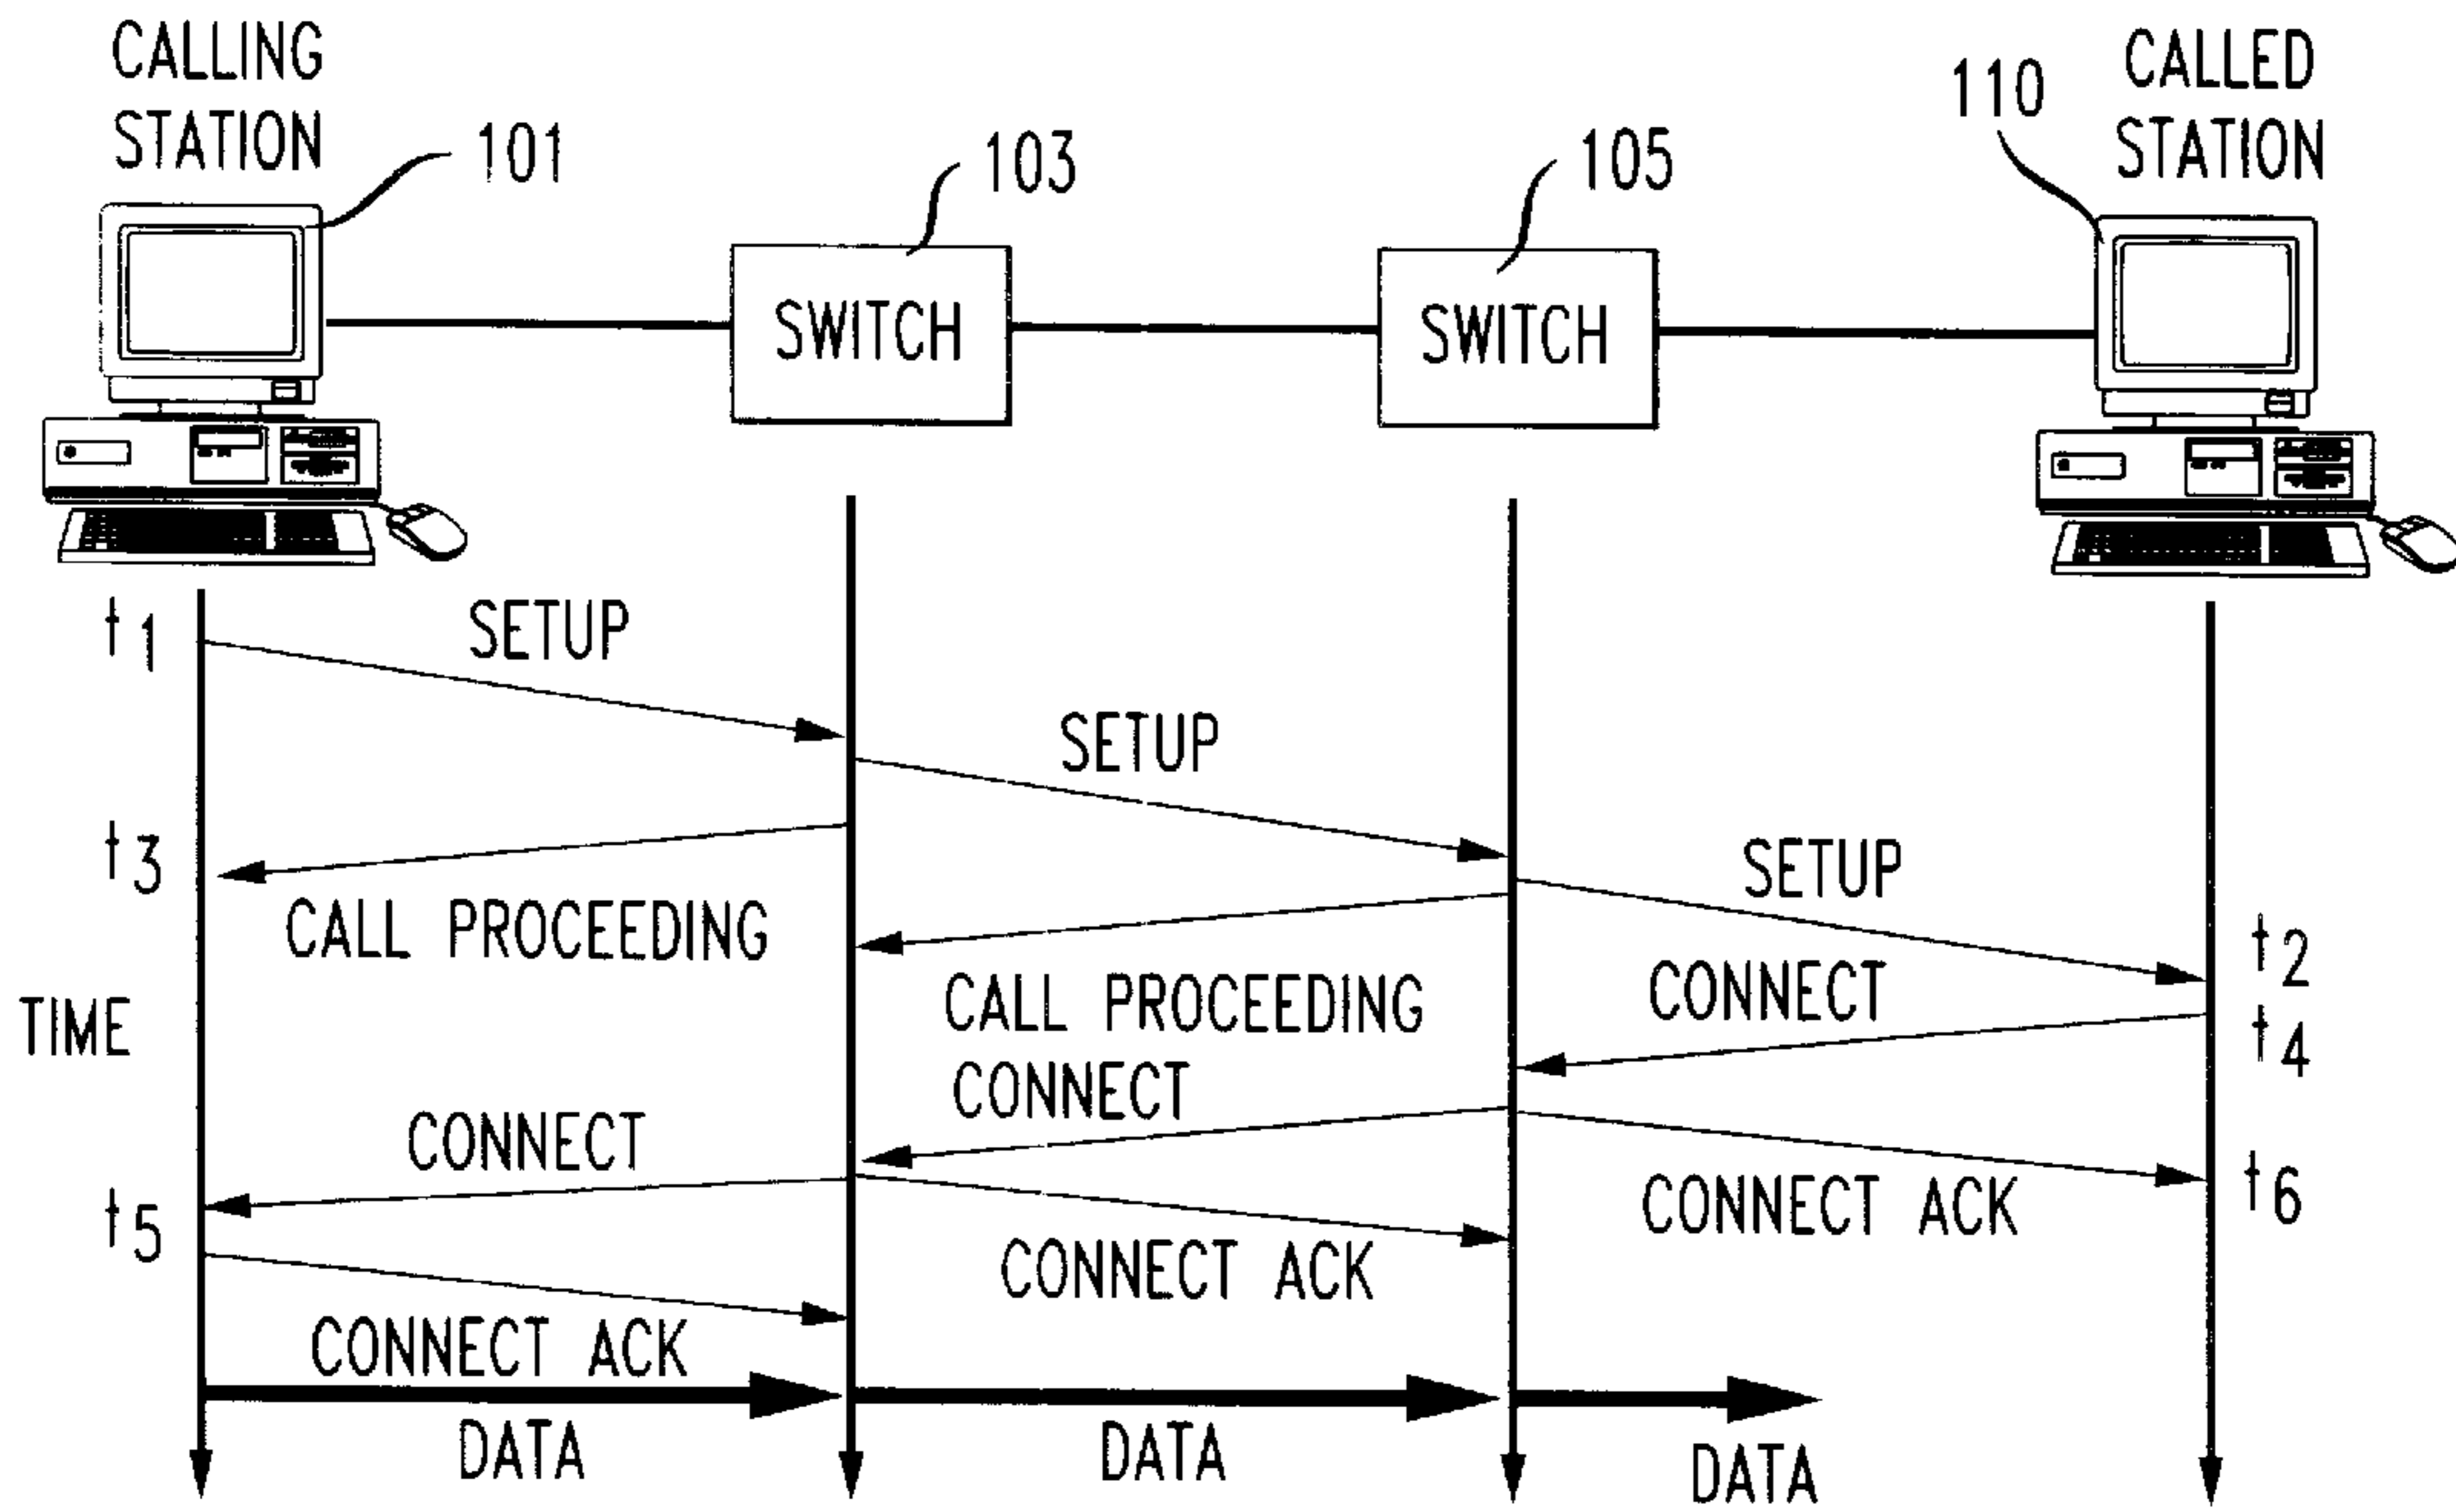 CALLING
STATION
101
103
105
110
CALLED
STATION
SWITCH
SWITCH
t1
SETUP
SETUP
t3
SETUP
CALL PROCEEDING
t2
CALL PROCEEDING
CONNECT
TIME
t4
CONNECT
CONNECT
t5
CONNECT ACK
t6
CONNECT ACK
CONNECT ACK
DATA
DATA
DATA